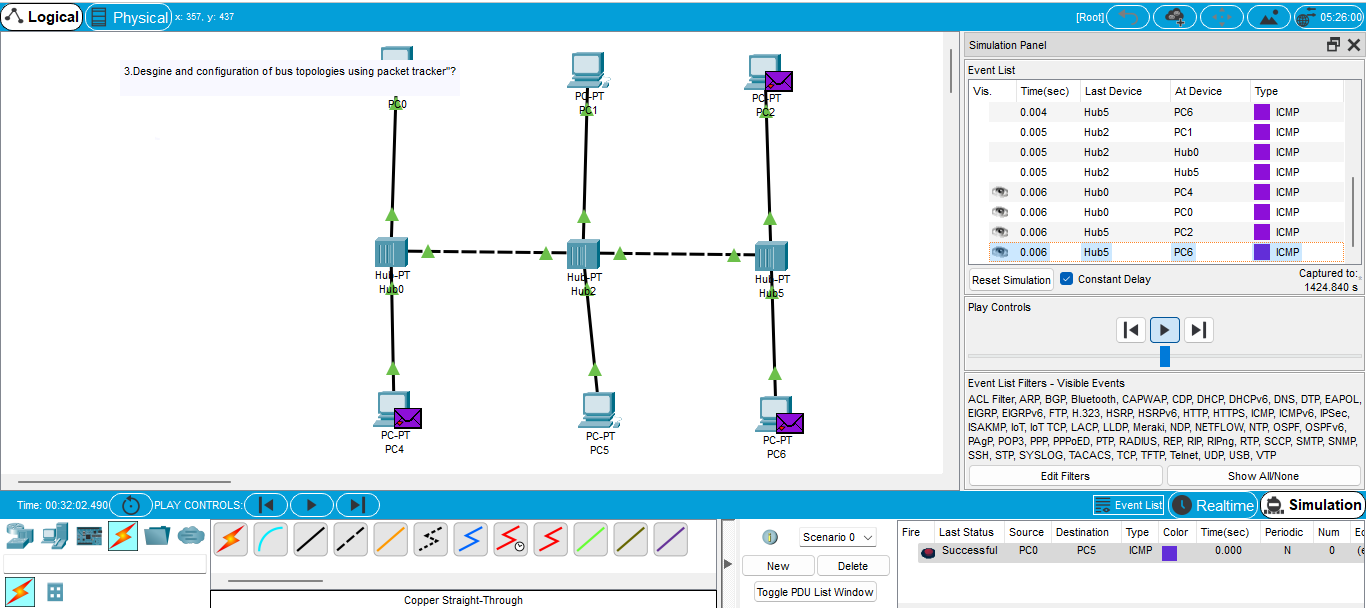 Logical
Physical
x: 357, y: 437
[Root]
05:26:00
3.Desgine and configuration of bus topologies using packet tracker"?
PC0
PC-PT
PC1
PC-PT
PC2
Hub-PT
Hub0
Hub-PT
Hub2
Hub-PT
Hub5
PC-PT
PC4
PC-PT
PC5
PC-PT
PC6
Simulation Panel
Event List
Vis. Time(sec) Last Device At Device Type
0.004 Hub5 PC6 ICMP
0.005 Hub2 PC1 ICMP
0.005 Hub2 Hub0 ICMP
0.005 Hub2 Hub5 ICMP
0.006 Hub0 PC4 ICMP
0.006 Hub0 PC0 ICMP
0.006 Hub5 PC2 ICMP
0.006 Hub5 PC6 ICMP
Reset Simulation
Constant Delay
Captured to:
1424.840 s
Play Controls
Event List Filters - Visible Events
ACL Filter, ARP, BGP, Bluetooth, CAPWAP, CDP, DHCP, DHCPv6, DNS, DTP, EAPOL,
EIGRP, EIGRPv6, FTP, H.323, HSRP, HSRPv6, HTTP, HTTPS, ICMP, ICMPv6, IPSec,
ISAKMP, IoT, IoT TCP, LACP, LLDP, Meraki, NDP, NETFLOW, NTP, OSPF, OSPFv6,
PAgP, POP3, PPP, PPPoED, PTP, RADIUS, REP, RIP, RIPng, RTP, SCCP, SMTP, SNMP,
SSH, STP, SYSLOG, TACACS, TCP, TFTP, Telnet, UDP, USB, VTP
Edit Filters
Show All/None
Time: 00:32:02.490
PLAY CONTROLS:
Event List
Realtime
Simulation
Copper Straight-Through
Scenario 0
New
Delete
Toggle PDU List Window
Fire Last Status Source Destination Type Color Time(sec) Periodic Num
Successful PC0 PC5 ICMP 0.000 N 0